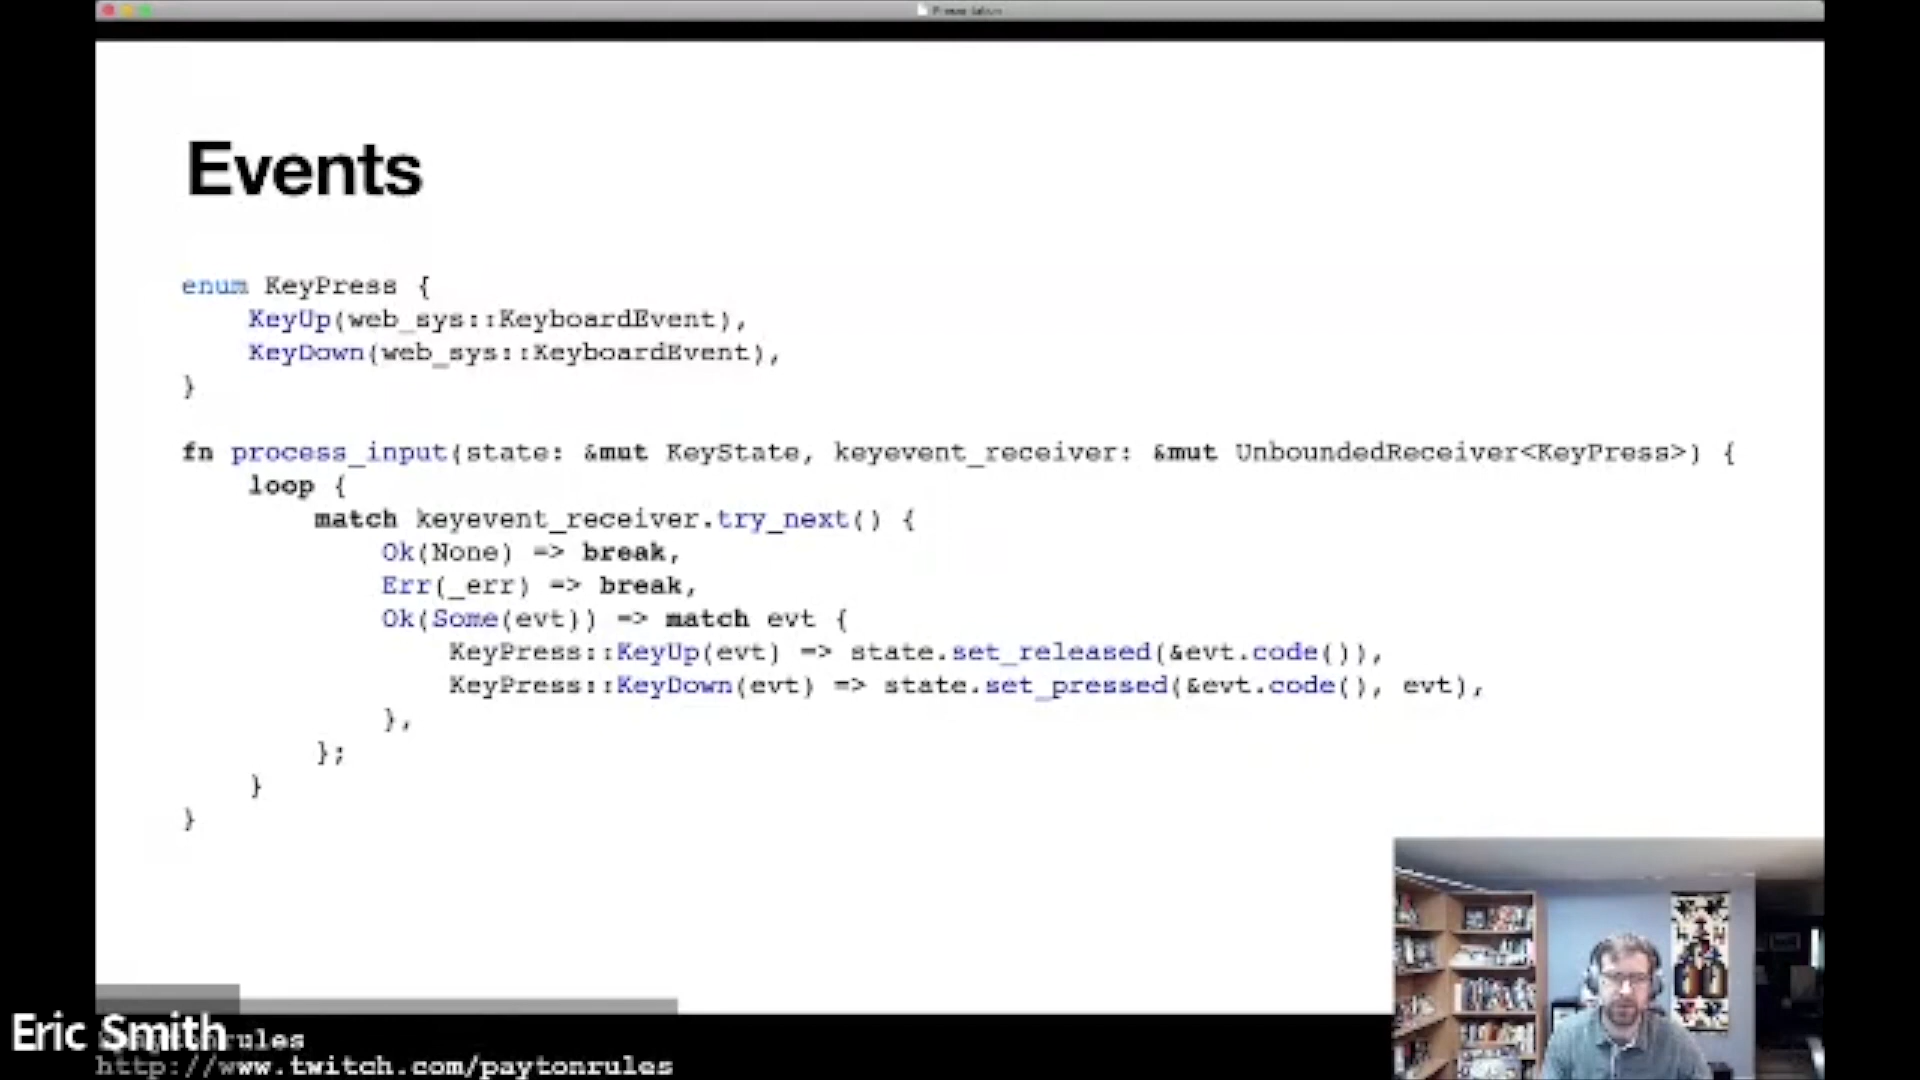 Events
enum KeyPress {
KeyUp(web_sys::KeyboardEvent),
KeyDown(web_sys::KeyboardEvent),
}
fn process_input(state: &mut KeyState, keyevent_receiver: &mut UnboundedReceiver<KeyPress>) {
loop {
match keyevent_receiver.try_next() {
Ok(None) => break,
Err(_err) => break,
Ok(Some(evt)) => match evt {
KeyPress::KeyUp(evt) => state.set_released(&evt.code()),
KeyPress::KeyDown(evt) => state.set_pressed(&evt.code(), evt),
},
};
}
}
Eric Smith
http://www.twitch.com/paytonrules